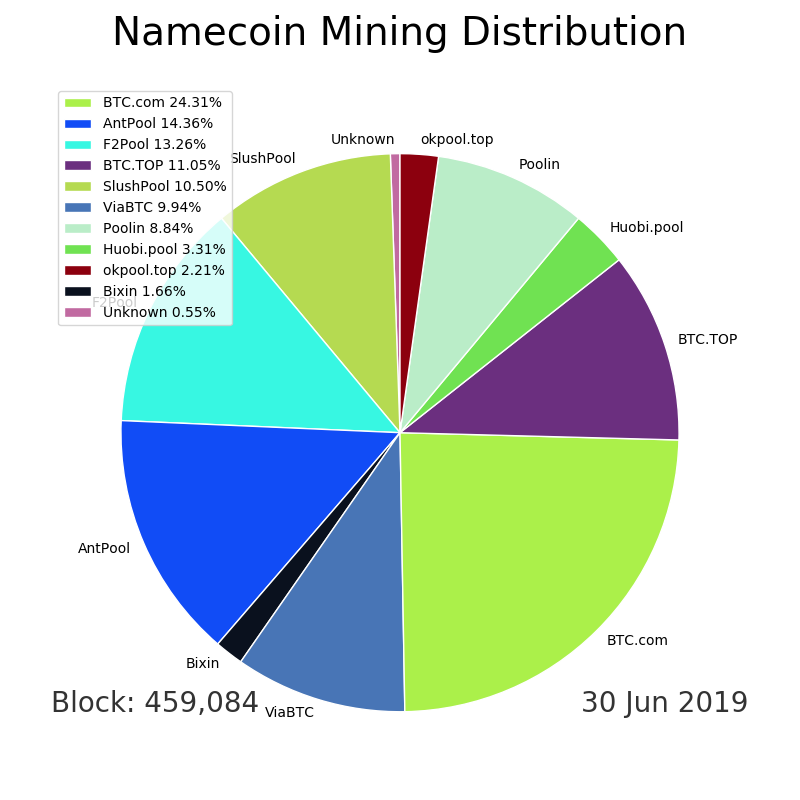 Namecoin Mining Distribution
BTC.com 24.31%
AntPool 14.36%
F2Pool 13.26%
BTC.TOP 11.05%
SlushPool 10.50%
ViaBTC 9.94%
Poolin 8.84%
Huobi.pool 3.31%
okpool.top 2.21%
Bixin 1.66%
Unknown 0.55%
Unknown
okpool.top
SlushPool
Poolin
Huobi.pool
F2Pool
BTC.TOP
AntPool
BTC.com
Bixin
ViaBTC
Block: 459,084
30 Jun 2019